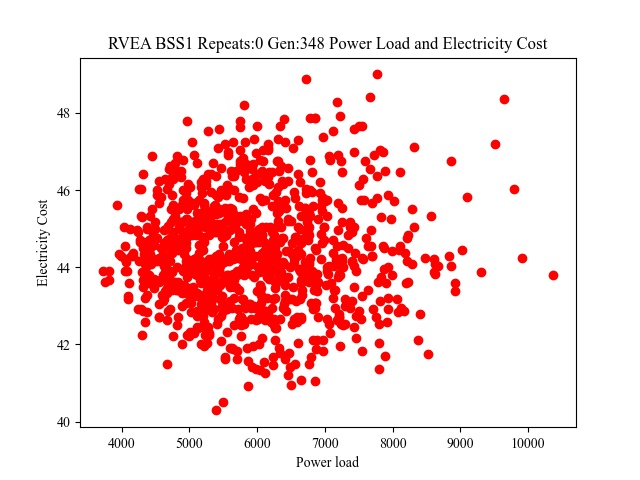 RVEA BSS1 Repeats:0 Gen:348 Power Load and Electricity Cost
48
46
44
42
40
Electricity Cost
4000 5000 6000 7000 8000 9000 10000
Power load